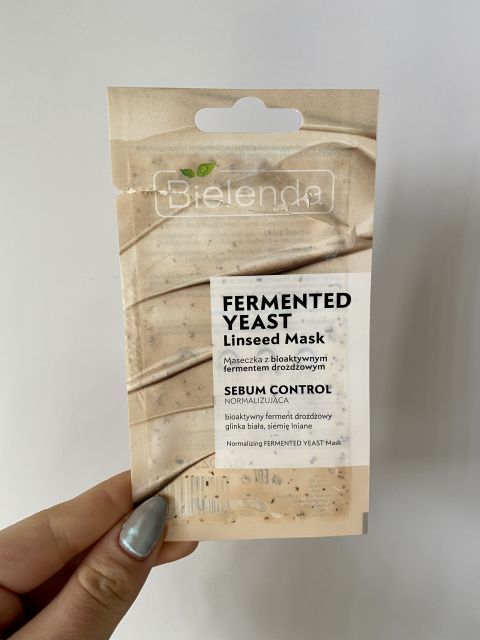 Bielenda
FERMENTED
YEAST
Linseed Mask
Maseczka z bioaktywnym
fermentem drożdżowym
SEBUM CONTROL
NORMALIZUJĄCA
bioaktywny ferment drożdżowy
glinka biała, siémię lniane
Normalizing FERMENTED YEAST Mask